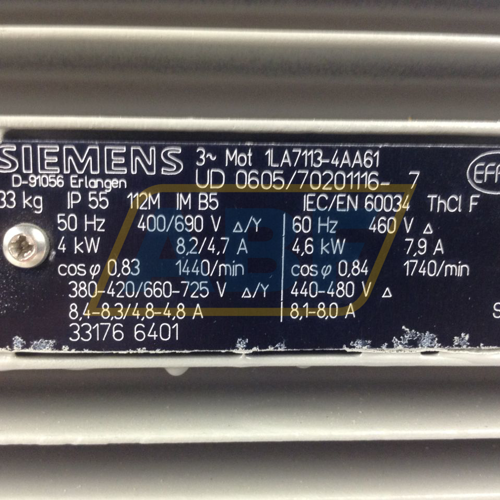 SIEMENS 3~ Mot 1LA7113-4AA61
D-91056 Erlangen UD 0605/70201116- 7 EFF
33 kg IP 55 112M IM B5 IEC/EN 60034 ThCl F
50 Hz 400/690 V Δ/Y 60 Hz 460 V Δ
4 kW 8,2/4,7 A 4,6 kW 7,9 A
cos φ 0,83 1440/min cos φ 0,84 1740/min
380-420/660-725 V Δ/Y 440-480 V Δ
8,4-8,3/4,8-4,8 A 8,1-8,0 A S
33176 6401
ABF